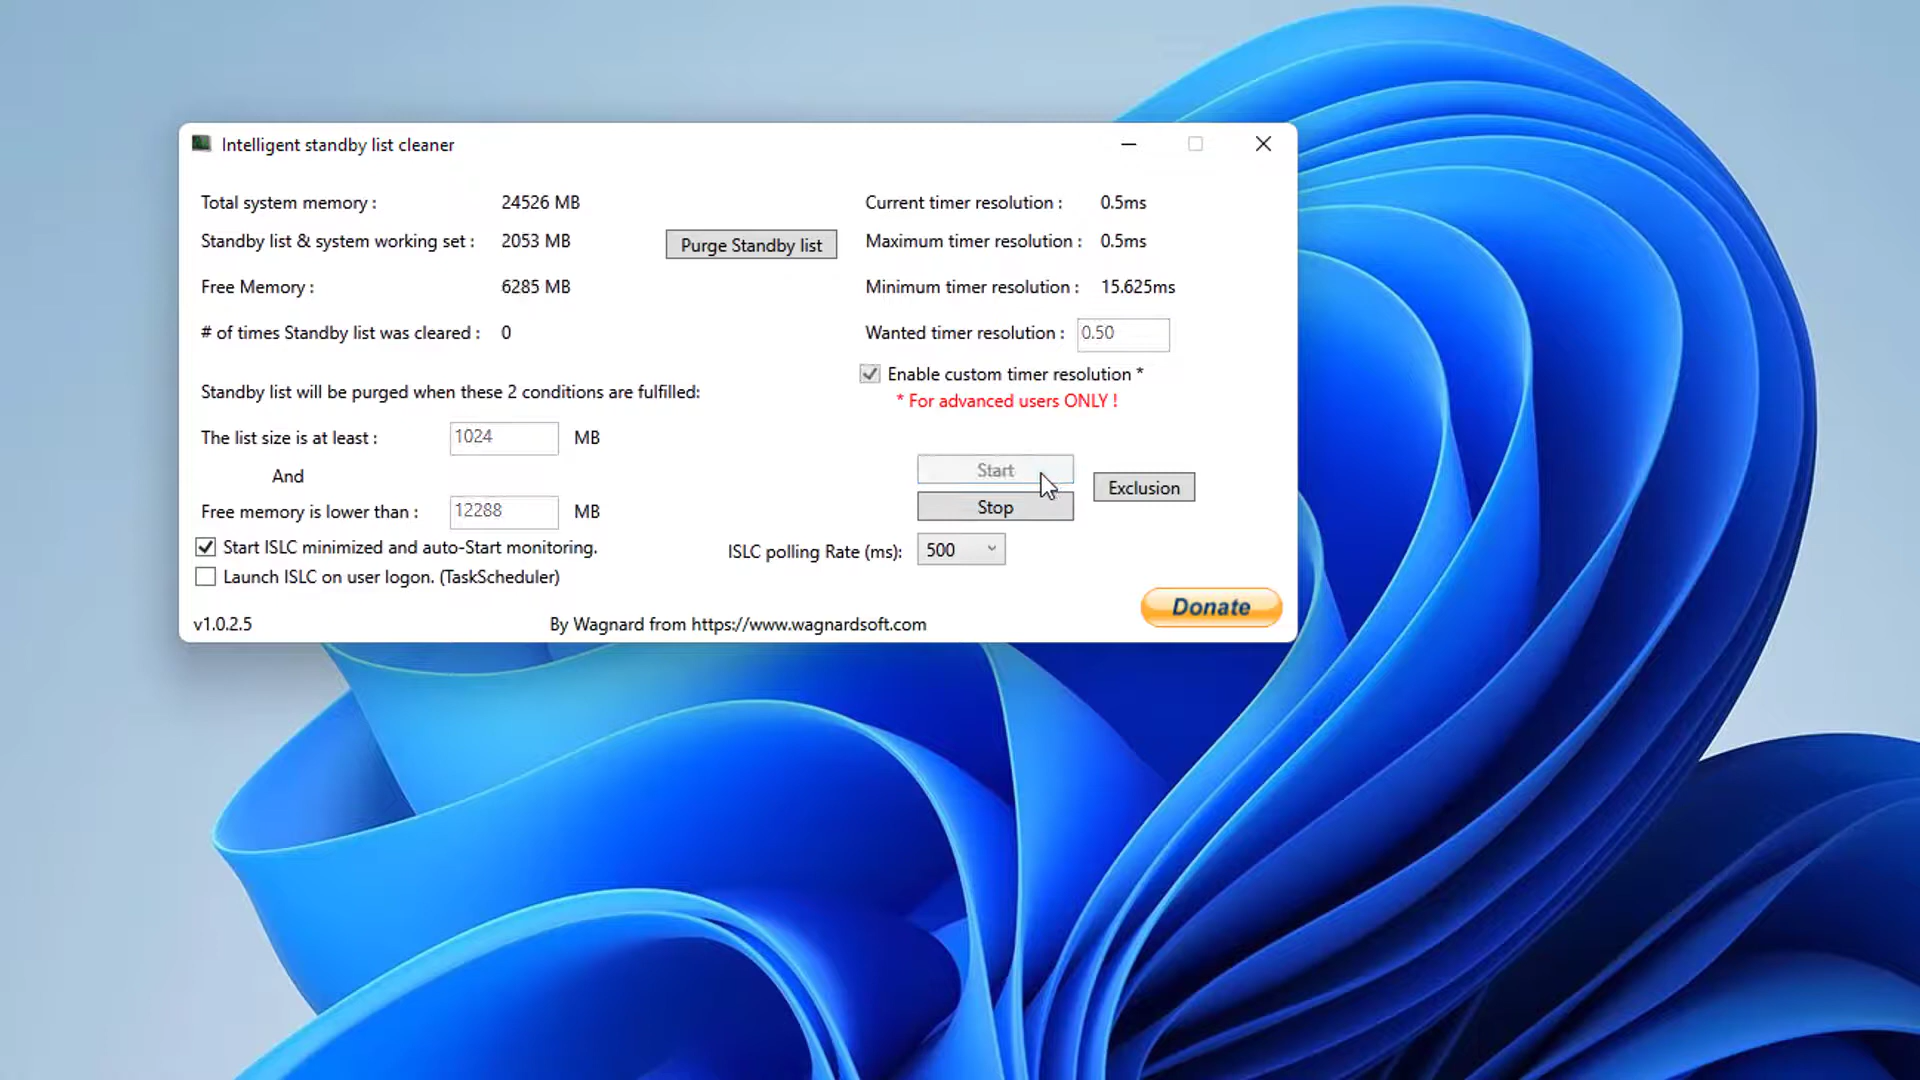 Intelligent standby list cleaner
Total system memory : 24526 MB
Standby list & system working set : 2053 MB
Purge Standby list
Free Memory : 6285 MB
# of times Standby list was cleared : 0
Standby list will be purged when these 2 conditions are fulfilled:
The list size is at least : 1024 MB
And
Free memory is lower than : 12288 MB
Start ISLC minimized and auto-Start monitoring.
Launch ISLC on user logon. (TaskScheduler)
Current timer resolution : 0.5ms
Maximum timer resolution : 0.5ms
Minimum timer resolution : 15.625ms
Wanted timer resolution : 0.50
Enable custom timer resolution *
* For advanced users ONLY !
Start
Stop
Exclusion
ISLC polling Rate (ms): 500
Donate
v1.0.2.5
By Wagnard from https://www.wagnardsoft.com